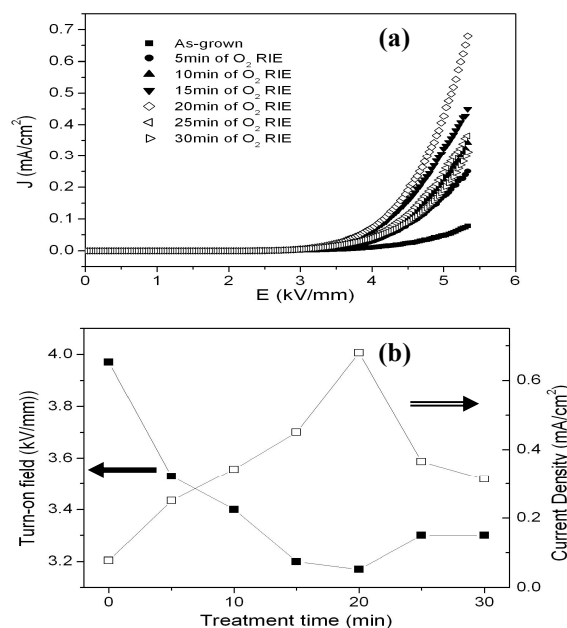 (a)
0.7
0.6
0.5
0.4
0.3
0.2
0.1
0.0
J (mA/cm²)
As-grown
5min of O₂ RIE
10min of O₂ RIE
15min of O₂ RIE
20min of O₂ RIE
25min of O₂ RIE
30min of O₂ RIE
0 1 2 3 4 5 6
E (kV/mm)
(b)
4.0
3.8
3.6
3.4
3.2
Turn-on field (kV/mm))
0.6
0.4
0.2
0.0
Current Density (mA/cm²)
0 10 20 30
Treatment time (min)